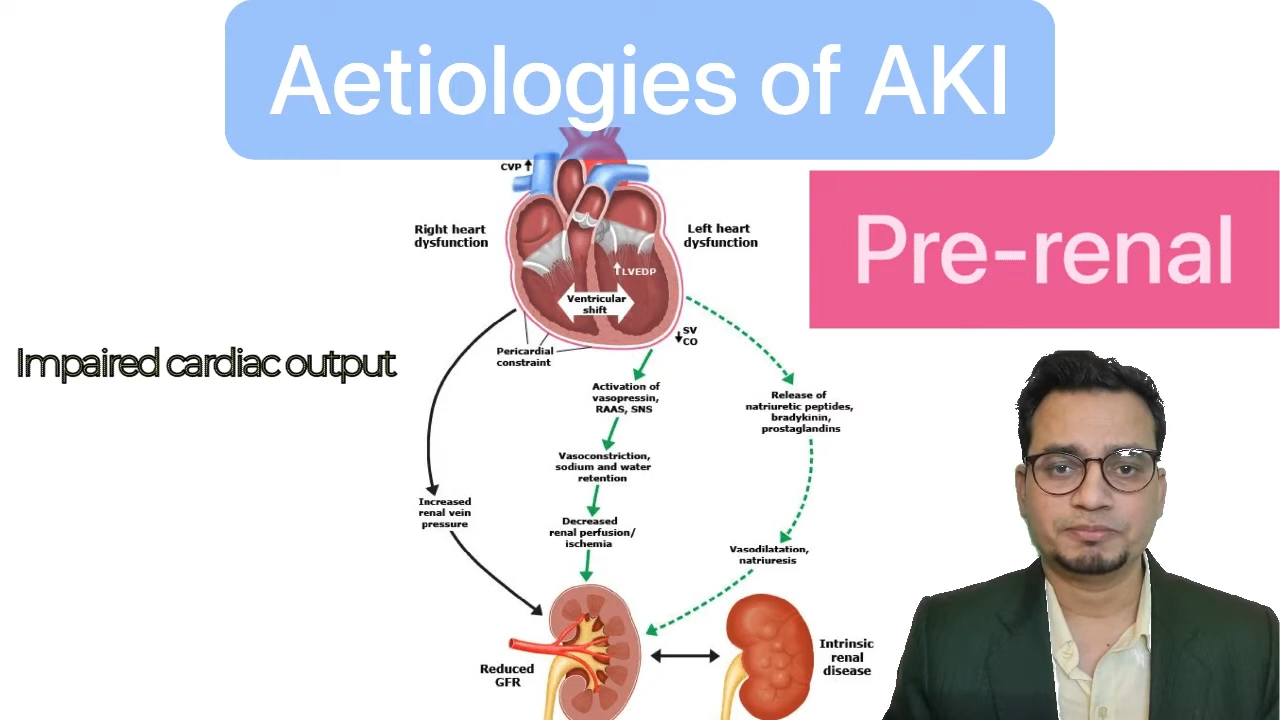 Aetiologies of AKI
CVP ↑
Right heart
dysfunction
Left heart
dysfunction
Pre-renal
↑LVEDP
Ventricular
shift
↓SV
CO
Impaired cardiac output
Pericardial
constraint
Activation of
vasopressin,
RAAS, SNS
Release of
natriuretic peptides,
bradykinin,
prostaglandins
Vasoconstriction,
sodium and water
retention
Increased
renal vein
pressure
Decreased
renal perfusion/
ischemia
Vasodilatation,
natriuresis
Reduced
GFR
Intrinsic
renal
disease